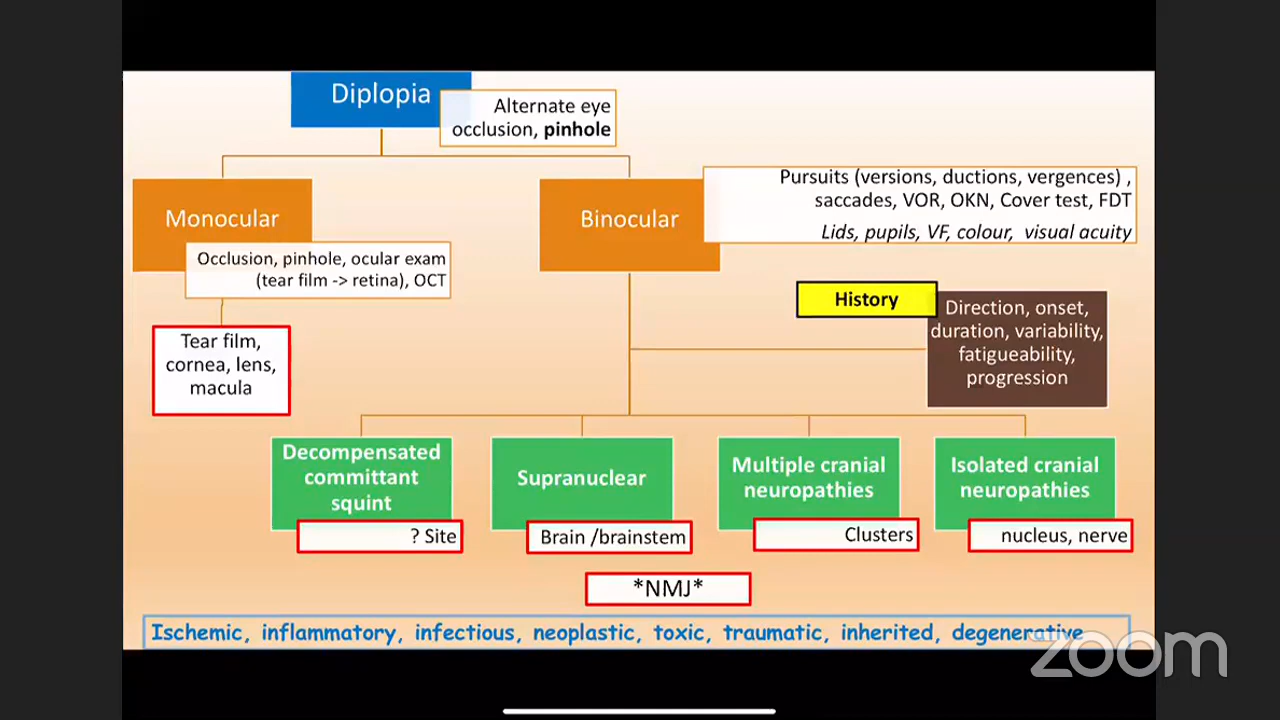 Diplopia
Alternate eye
occlusion, pinhole
Monocular
Occlusion, pinhole, ocular exam
(tear film -> retina), OCT
Tear film,
cornea, lens,
macula
Binocular
Pursuits (versions, ductions, vergences) ,
saccades, VOR, OKN, Cover test, FDT
Lids, pupils, VF, colour, visual acuity
History
Direction, onset,
duration, variability,
fatigueability,
progression
Decompensated
committant
squint
? Site
Supranuclear
Brain /brainstem
Multiple cranial
neuropathies
Clusters
Isolated cranial
neuropathies
nucleus, nerve
*NMJ*
Ischemic, inflammatory, infectious, neoplastic, toxic, traumatic, inherited, degenerative
zoom